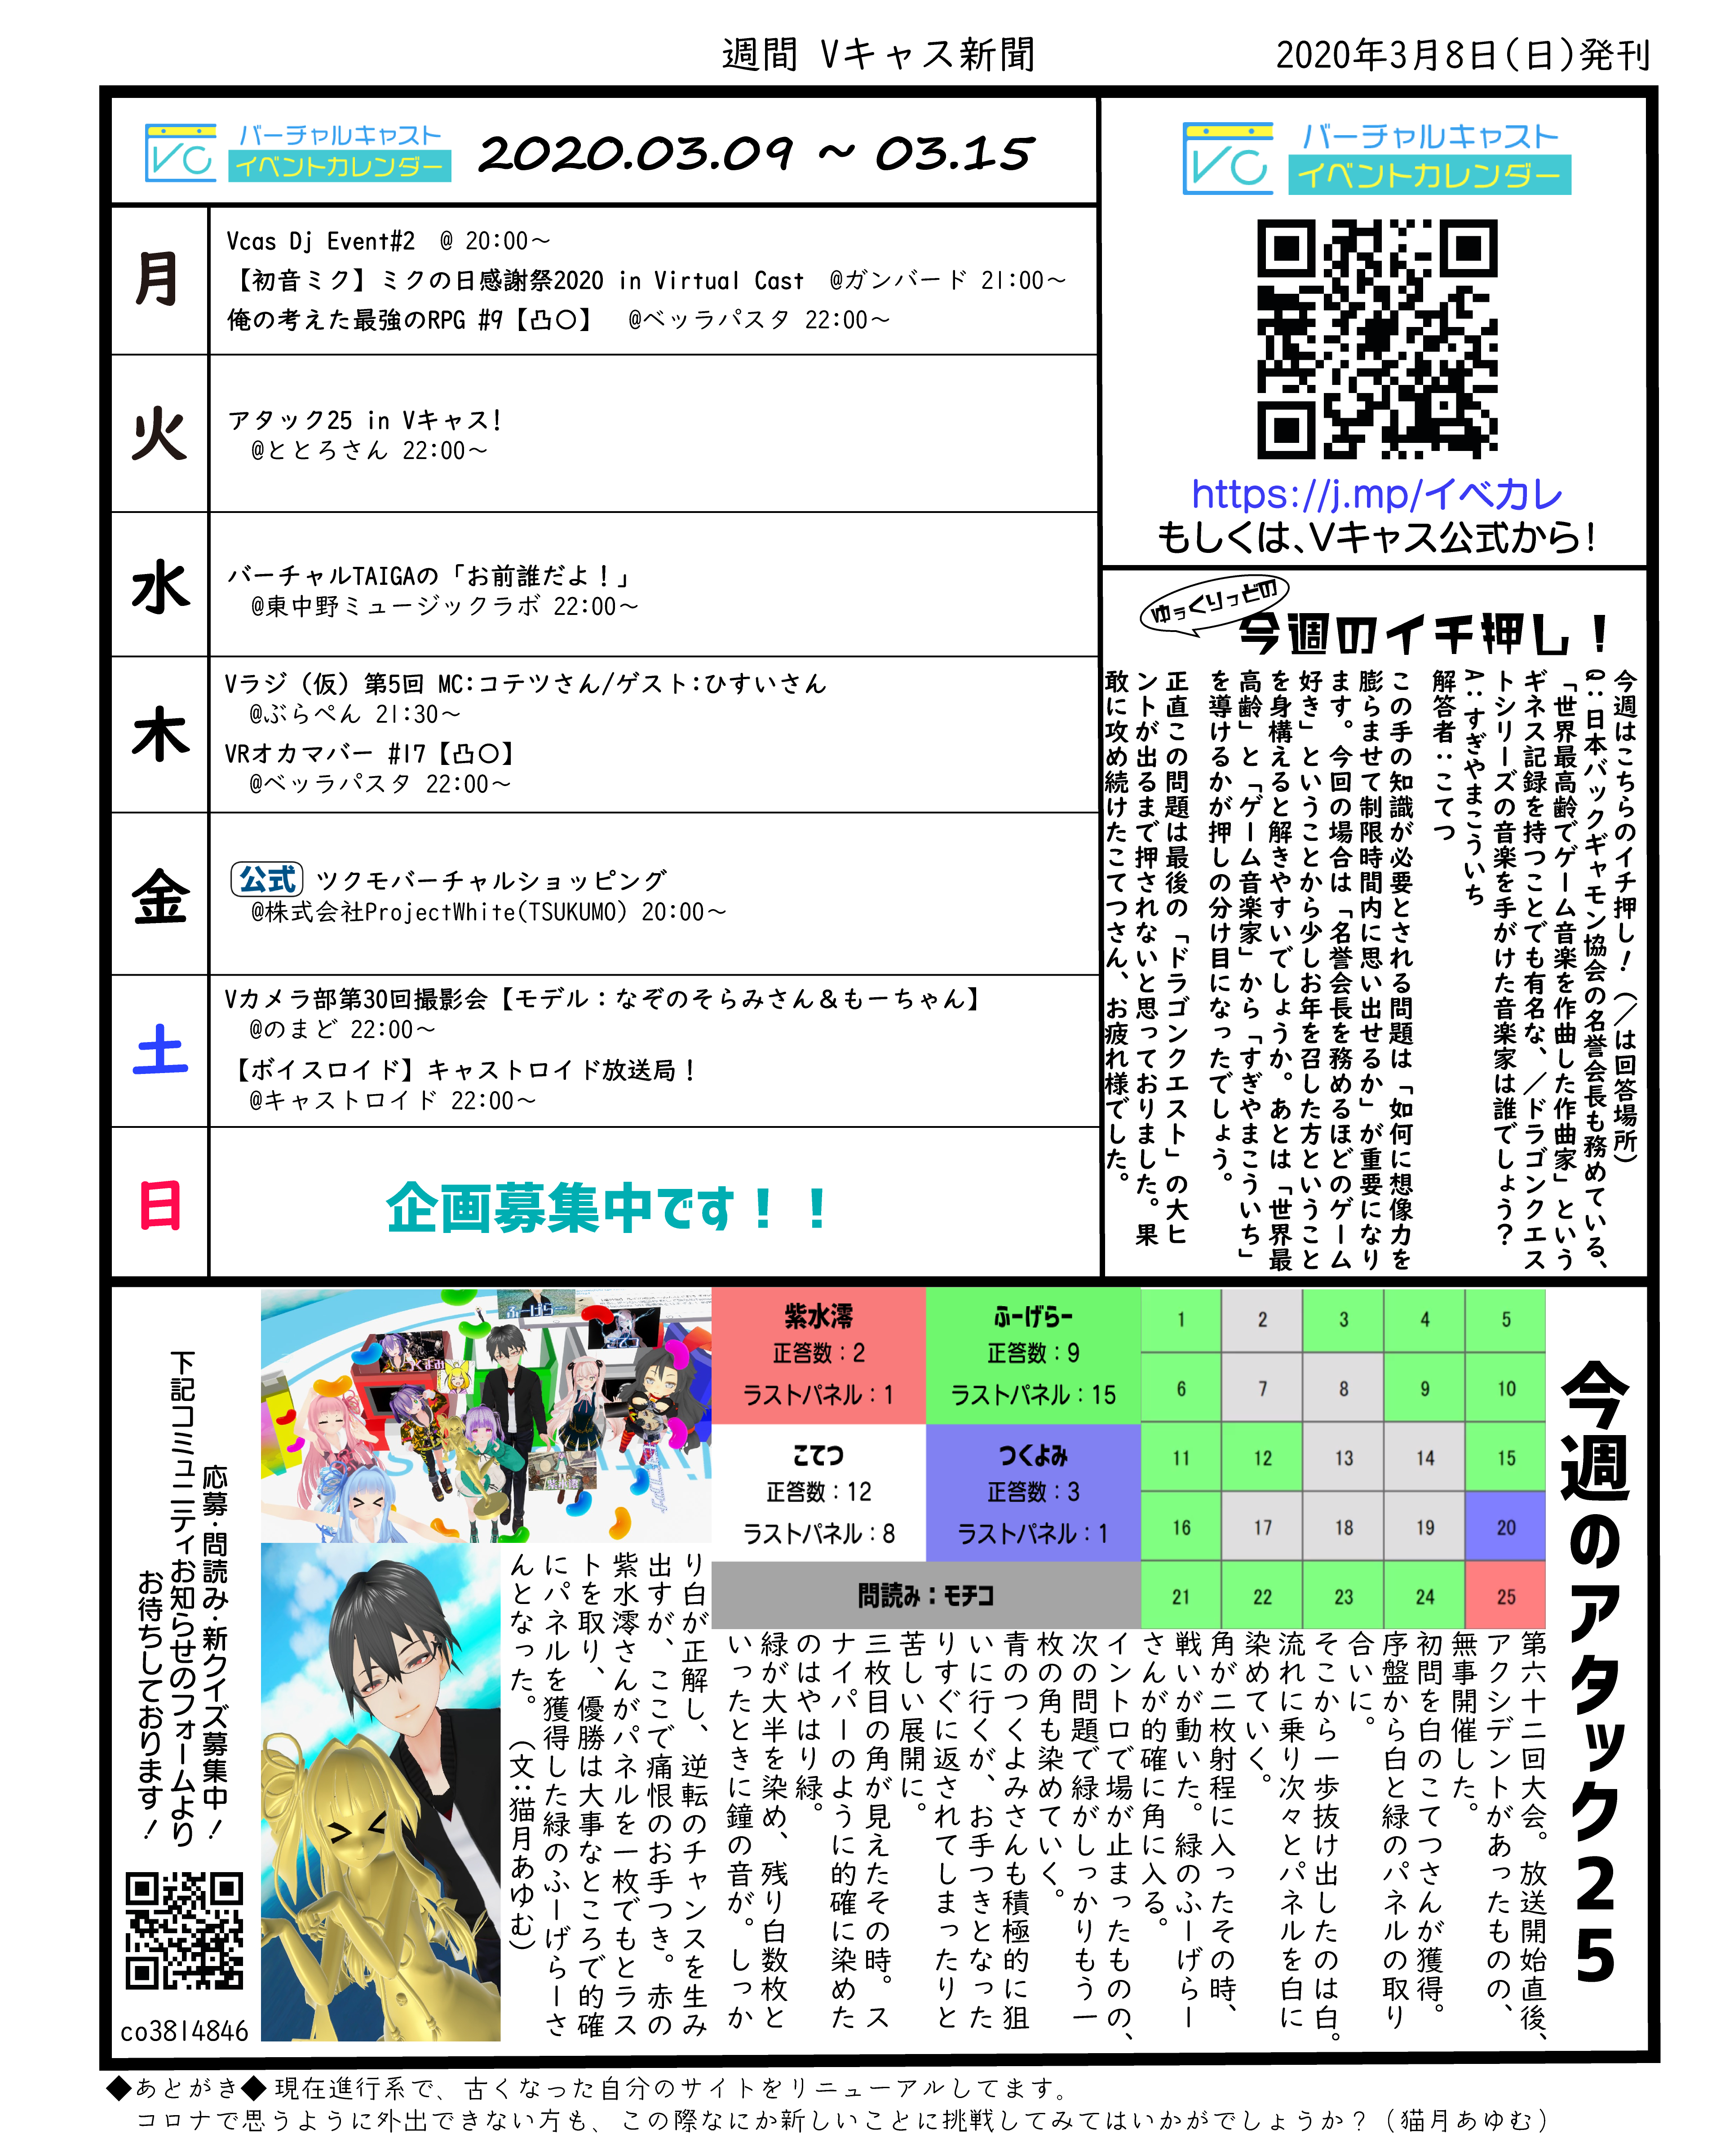 週間 Vキャス新聞
2020年3月8日(日)発刊
VC
バーチャルキャスト
イベントカレンダー
2020.03.09 ~ 03.15
月
Vcas Dj Event#2 @ 20:00～
【初音ミク】ミクの日感謝祭2020 in Virtual Cast @ガンバード 21:00～
俺の考えた最強のRPG #9【凸〇】 @ベッラパスタ 22:00～
火
アタック25 in Vキャス!
@ととろさん 22:00～
水
バーチャルTAIGAの「お前誰だよ！」
@東中野ミュージックラボ 22:00～
木
Vラジ（仮）第5回 MC:コテツさん/ゲスト:ひすいさん
@ぶらぺん 21:30～
VRオカマバー #17【凸〇】
@ベッラパスタ 22:00～
金
公式 ツクモバーチャルショッピング
@株式会社ProjectWhite(TSUKUMO) 20:00～
土
Vカメラ部第30回撮影会【モデル：なぞのそらみさん＆もーちゃん】
@のまど 22:00～
【ボイスロイド】キャストロイド放送局！
@キャストロイド 22:00～
日
企画募集中です！！
VC
バーチャルキャスト
イベントカレンダー
https://j.mp/イベカレ
もしくは、Vキャス公式から！
ゆっくりっどの
今週のイチ押し！
今週はこちらのイチ押し！（／は回答場所）
Q：日本バックギャモン協会の名誉会長も務めている、
「世界最高齢でゲーム音楽を作曲した作曲家」という
ギネス記録を持つことでも有名な、／ドラゴンクエス
トシリーズの音楽を手がけた音楽家は誰でしょう？
A：すぎやまこういち
解答者：こてつ
この手の知識が必要とされる問題は「如何に想像力を
膨らませて制限時間内に思い出せるか」が重要になり
ます。今回の場合は「名誉会長を務めるほどのゲーム
好き」ということから少しお年を召した方ということ
を身構えると解きやすいでしょうか。あとは「世界最
高齢」と「ゲーム音楽家」から「すぎやまこういち」
を導けるかが押しの分け目になったでしょう。
正直この問題は最後の「ドラゴンクエスト」の大ヒ
ントが出るまで押されないと思っておりました。果
敢に攻め続けたこてつさん、お疲れ様でした。
今週のアタック25
1 2 3 4 5
6 7 8 9 10
11 12 13 14 15
16 17 18 19 20
21 22 23 24 25
紫水澪
正答数：2
ラストパネル：1
ふーげらー
正答数：9
ラストパネル：15
こてつ
正答数：12
ラストパネル：8
つくよみ
正答数：3
ラストパネル：1
問読み：モチコ
第六十二回大会。放送開始直後、
アクシデントがあったものの、
無事開催した。
初問を白のこてつさんが獲得。
序盤から白と緑のパネルの取り
合いに。
そこから一歩抜け出したのは白。
流れに乗り次々とパネルを白に
染めていく。
角が二枚射程に入ったその時、
戦いが動いた。緑のふーげらー
さんが的確に角に入る。
イントロで場が止まったものの、
次の問題で緑がしっかりもう一
枚の角も染めていく。
青のつくよみさんも積極的に狙
いに行くが、お手つきとなった
りすぐに返されてしまったりと
苦しい展開に。
三枚目の角が見えたその時。ス
ナイパーのように的確に染めた
のはやはり緑。
緑が大半を染め、残り白数枚と
いったときに鐘の音が。しっか
り白が正解し、逆転のチャンスを生み
出すが、ここで痛恨のお手つき。赤の
紫水澪さんがパネルを一枚でもとラス
トを取り、優勝は大事なところで的確
にパネルを獲得した緑のふーげらーさ
んとなった。（文：猫月あゆむ）
応募・問読み・新クイズ募集中！
下記コミュニティお知らせのフォームより
お待ちしております！
co3814846
◆あとがき◆ 現在進行系で、古くなった自分のサイトをリニューアルしてます。
コロナで思うように外出できない方も、この際なにか新しいことに挑戦してみてはいかがでしょうか？（猫月あゆむ）